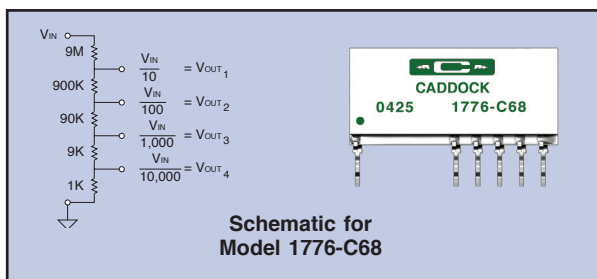 VIN
9M
VIN
10
= VOUT1
900K
VIN
100
= VOUT2
90K
VIN
1,000
= VOUT3
9K
VIN
10,000
= VOUT4
1K
C
CADDOCK
0425 1776-C68
Schematic for
Model 1776-C68